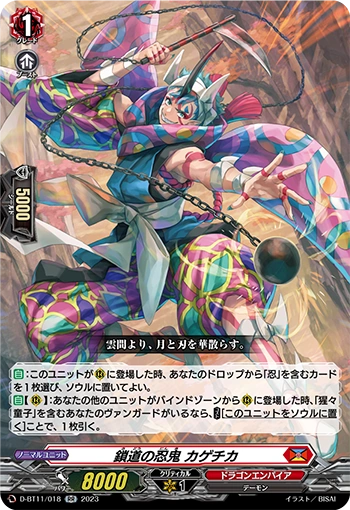 1
グレード
ブースト
5000
シールド
雲間より、月と刃を華散らす。
自:このユニットがⓇに登場した時、あなたのドロップから「忍」を含むカード
を1枚選び、ソウルに置いてよい。
自【Ⓡ】:あなたの他のユニットがバインドゾーンからⓇに登場した時、「猩々
童子」を含むあなたのヴァンガードがいるなら、[このユニットをソウルに置
く]ことで、1枚引く。
ノーマルユニット
鎖道の忍鬼 カゲチカ
パワー
8000
クリティカル
1
ドラゴンエンパイア
デーモン
D-BT11/018 RR 2023
イラスト/BISAI